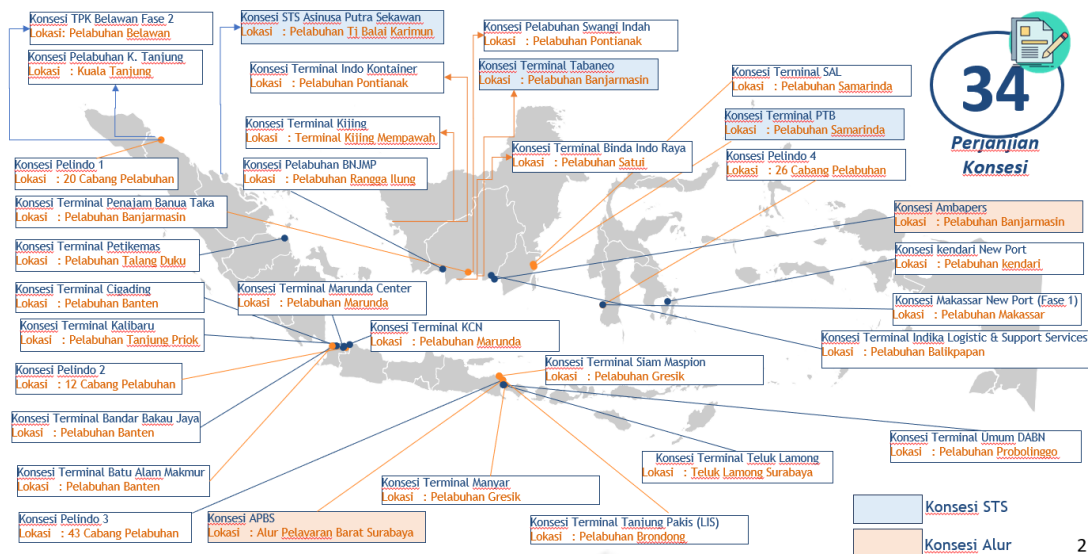 Konsesi TPK Belawan Fase 2
Lokasi: Pelabuhan Belawan
Konsesi STS Asinusa Putra Sekawan
Lokasi : Pelabuhan Tj Balai Karimun
Konsesi Pelabuhan Swangi Indah
Lokasi : Pelabuhan Pontianak
34
Perjanjian
Konsesi
Konsesi Pelabuhan K. Tanjung
Lokasi : Kuala Tanjung
Konsesi Terminal Indo Kontainer
Lokasi : Pelabuhan Pontianak
Konsesi Terminal Tabaneo
Lokasi : Pelabuhan Banjarmasin
Konsesi Terminal SAL
Lokasi : Pelabuhan Samarinda
Konsesi Terminal Kijing
Lokasi : Terminal Kijing Mempawah
Konsesi Terminal PTB
Lokasi : Pelabuhan Samarinda
Konsesi Terminal Binda Indo Raya
Lokasi : Pelabuhan Satui
Konsesi Pelindo 4
Lokasi : 26 Cabang Pelabuhan
Konsesi Pelindo 1
Lokasi : 20 Cabang Pelabuhan
Konsesi Pelabuhan BNJMP
Lokasi : Pelabuhan Rangga Ilung
Konsesi Terminal Penajam Banua Taka
Lokasi : Pelabuhan Banjarmasin
Konsesi Ambapers
Lokasi : Pelabuhan Banjarmasin
Konsesi Terminal Petikemas
Lokasi : Pelabuhan Talang Duku
Konsesi kendari New Port
Lokasi : Pelabuhan kendari
Konsesi Terminal Cigading
Lokasi : Pelabuhan Banten
Konsesi Terminal Marunda Center
Lokasi : Pelabuhan Marunda
Konsesi Makassar New Port (Fase 1)
Lokasi : Pelabuhan Makassar
Konsesi Terminal Kalibaru
Lokasi : Pelabuhan Tanjung Priok
Konsesi Terminal KCN
Lokasi : Pelabuhan Marunda
Konsesi Terminal Indika Logistic & Support Services
Lokasi : Pelabuhan Balikpapan
Konsesi Pelindo 2
Lokasi : 12 Cabang Pelabuhan
Konsesi Terminal Siam Maspion
Lokasi : Pelabuhan Gresik
Konsesi Terminal Bandar Bakau Jaya
Lokasi : Pelabuhan Banten
Konsesi Terminal Umum DABN
Lokasi : Pelabuhan Probolinggo
Konsesi Terminal Teluk Lamong
Lokasi : Teluk Lamong Surabaya
Konsesi Terminal Batu Alam Makmur
Lokasi : Pelabuhan Banten
Konsesi Terminal Manyar
Lokasi : Pelabuhan Gresik
Konsesi Pelindo 3
Lokasi : 43 Cabang Pelabuhan
Konsesi APBS
Lokasi : Alur Pelayaran Barat Surabaya
Konsesi Terminal Tanjung Pakis (LIS)
Lokasi : Pelabuhan Brondong
Konsesi STS
Konsesi Alur
2